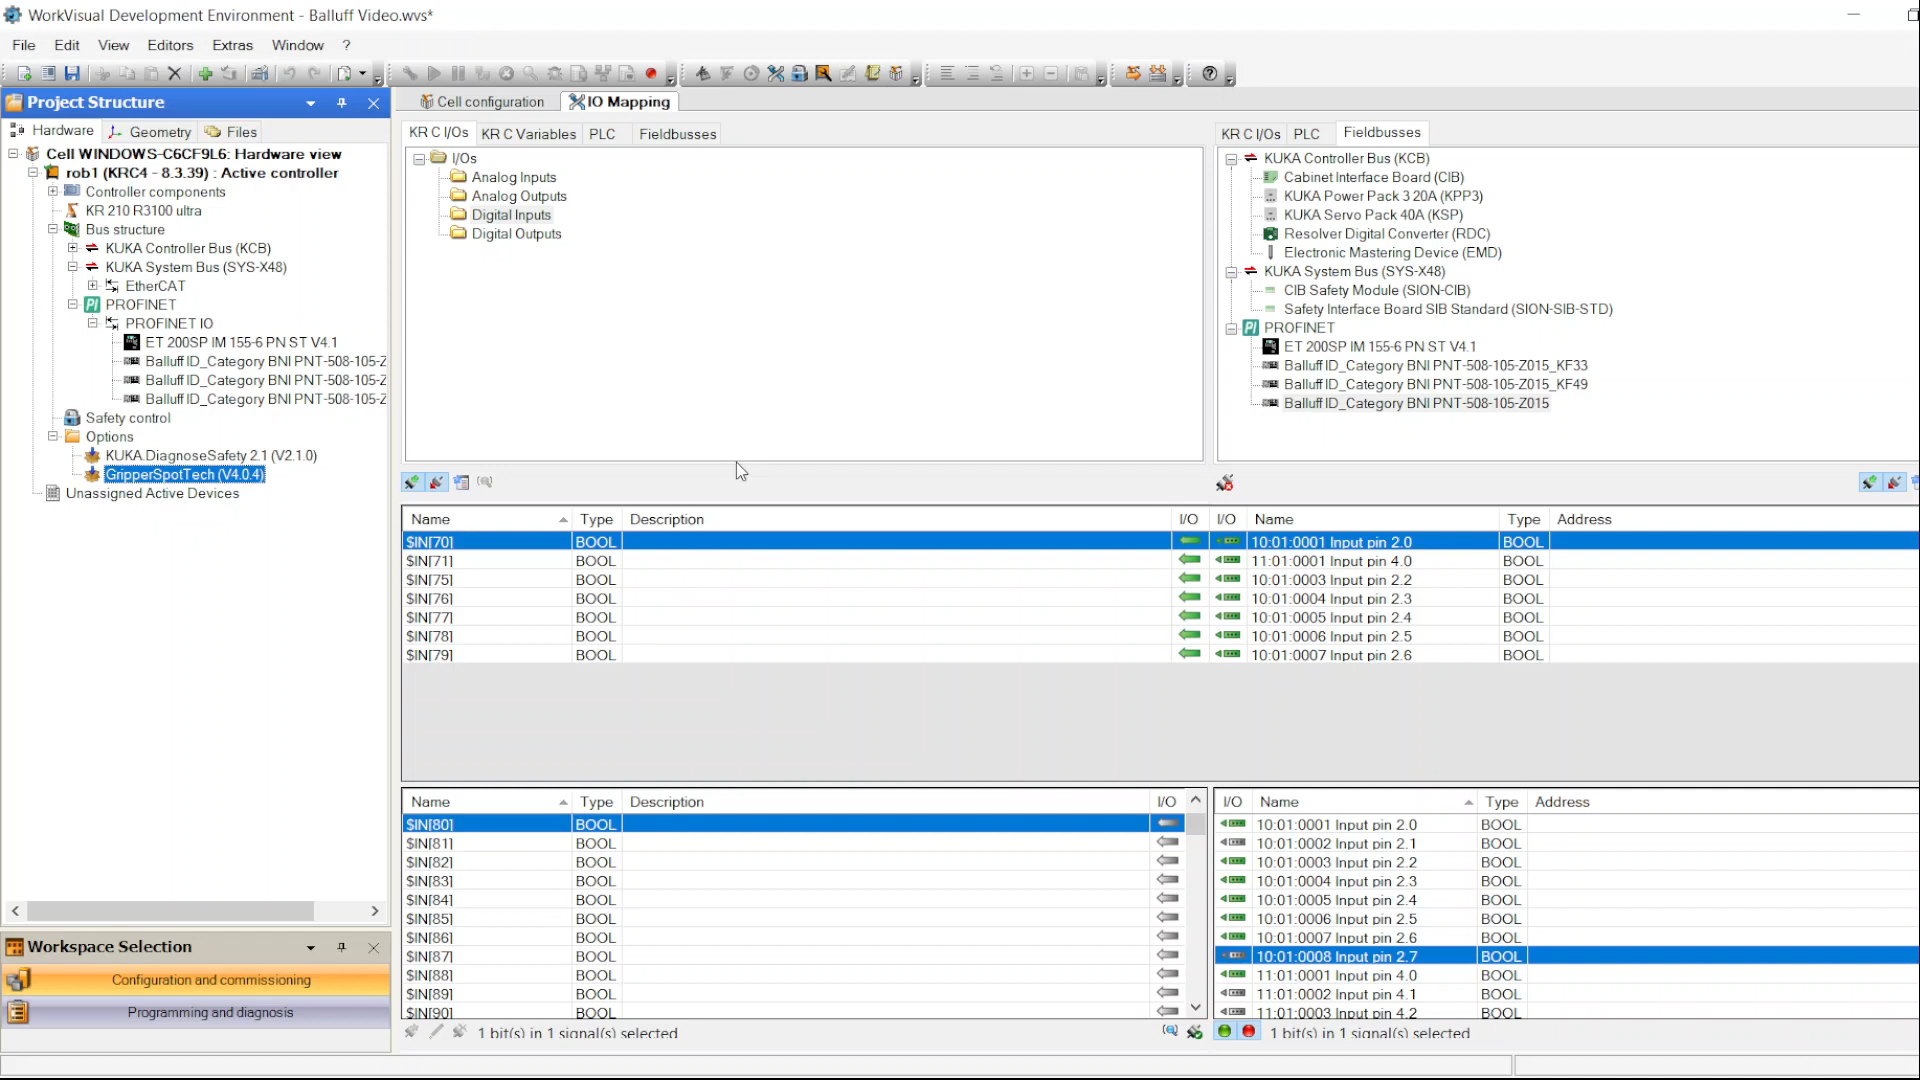 WorkVisual Development Environment - Balluff Video.wvs*
File Edit View Editors Extras Window ?
Project Structure
Hardware Geometry Files
Cell WINDOWS-C6CF9L6: Hardware view
rob1 (KRC4 - 8.3.39) : Active controller
Controller components
KR 210 R3100 ultra
Bus structure
KUKA Controller Bus (KCB)
KUKA System Bus (SYS-X48)
EtherCAT
PROFINET
PROFINET IO
ET 200SP IM 155-6 PN ST V4.1
Balluff ID_Category BNI PNT-508-105-Z
Balluff ID_Category BNI PNT-508-105-Z
Balluff ID_Category BNI PNT-508-105-Z
Safety control
Options
KUKA.DiagnoseSafety 2.1 (V2.1.0)
GripperSpotTech (V4.0.4)
Unassigned Active Devices
Workspace Selection
Configuration and commissioning
Programming and diagnosis
Cell configuration IO Mapping
KR C I/Os KR C Variables PLC Fieldbusses
I/Os
Analog Inputs
Analog Outputs
Digital Inputs
Digital Outputs
KR C I/Os PLC Fieldbusses
KUKA Controller Bus (KCB)
Cabinet Interface Board (CIB)
KUKA Power Pack 3 20A (KPP3)
KUKA Servo Pack 40A (KSP)
Resolver Digital Converter (RDC)
Electronic Mastering Device (EMD)
KUKA System Bus (SYS-X48)
CIB Safety Module (SION-CIB)
Safety Interface Board SIB Standard (SION-SIB-STD)
PI PROFINET
ET 200SP IM 155-6 PN ST V4.1
Balluff ID_Category BNI PNT-508-105-Z015_KF33
Balluff ID_Category BNI PNT-508-105-Z015_KF49
Balluff ID_Category BNI PNT-508-105-Z015
Name Type Description I/O I/O Name Type Address
$IN[70] BOOL 10:01:0001 Input pin 2.0 BOOL
$IN[71] BOOL 11:01:0001 Input pin 4.0 BOOL
$IN[75] BOOL 10:01:0003 Input pin 2.2 BOOL
$IN[76] BOOL 10:01:0004 Input pin 2.3 BOOL
$IN[77] BOOL 10:01:0005 Input pin 2.4 BOOL
$IN[78] BOOL 10:01:0006 Input pin 2.5 BOOL
$IN[79] BOOL 10:01:0007 Input pin 2.6 BOOL
Name Type Description I/O
$IN[80] BOOL
$IN[81] BOOL
$IN[82] BOOL
$IN[83] BOOL
$IN[84] BOOL
$IN[85] BOOL
$IN[86] BOOL
$IN[87] BOOL
$IN[88] BOOL
$IN[89] BOOL
$IN[90] BOOL
1 bit(s) in 1 signal(s) selected
I/O Name Type Address
10:01:0001 Input pin 2.0 BOOL
10:01:0002 Input pin 2.1 BOOL
10:01:0003 Input pin 2.2 BOOL
10:01:0004 Input pin 2.3 BOOL
10:01:0005 Input pin 2.4 BOOL
10:01:0006 Input pin 2.5 BOOL
10:01:0007 Input pin 2.6 BOOL
10:01:0008 Input pin 2.7 BOOL
11:01:0001 Input pin 4.0 BOOL
11:01:0002 Input pin 4.1 BOOL
11:01:0003 Input pin 4.2 BOOL
1 bit(s) in 1 signal(s) selected